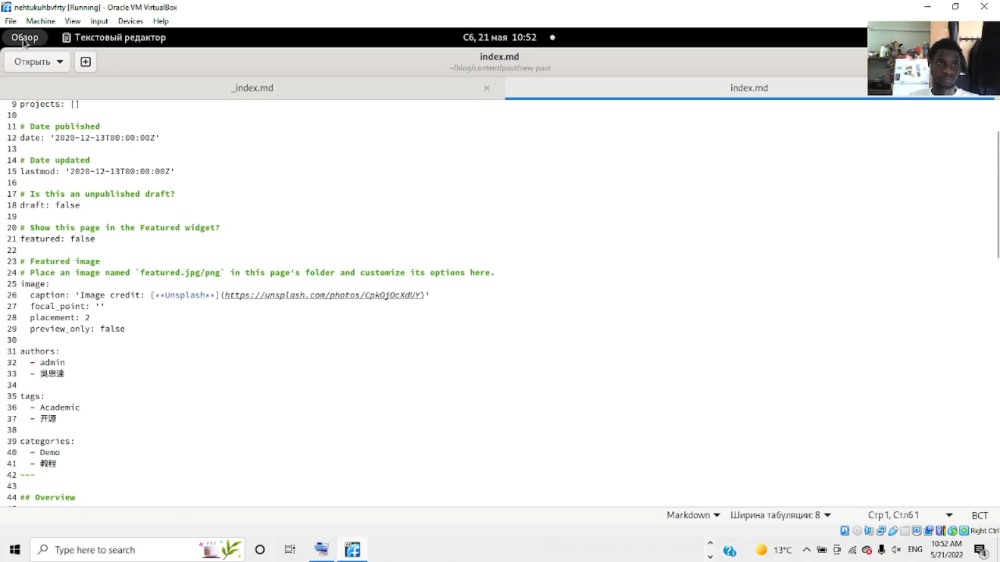 nehtukuhbvfrty [Running] - Oracle VM VirtualBox
File Machine View Input Devices Help
Обзор Текстовый редактор Сб, 21 мая 10:52
Открыть index.md
~/blog/content/post/new post
_index.md index.md
9 projects: []
10
11 # Date published
12 date: '2020-12-13T00:00:00Z'
13
14 # Date updated
15 lastmod: '2020-12-13T00:00:00Z'
16
17 # Is this an unpublished draft?
18 draft: false
19
20 # Show this page in the Featured widget?
21 featured: false
22
23 # Featured image
24 # Place an image named `featured.jpg/png` in this page's folder and customize its options here.
25 image:
26 caption: 'Image credit: [**Unsplash**](https://unsplash.com/photos/CpkOjOcXdUY)'
27 focal_point: ''
28 placement: 2
29 preview_only: false
30
31 authors:
32 - admin
33 - 吳恩達
34
35 tags:
36 - Academic
37 - 开源
38
39 categories:
40 - Demo
41 - 教程
42 ---
43
44 ## Overview
Markdown Ширина табуляции: 8 Стр 1, Стлб 1 ВСТ
Right Ctrl
Type here to search 13°C ENG 10:52 AM
5/21/2022 4